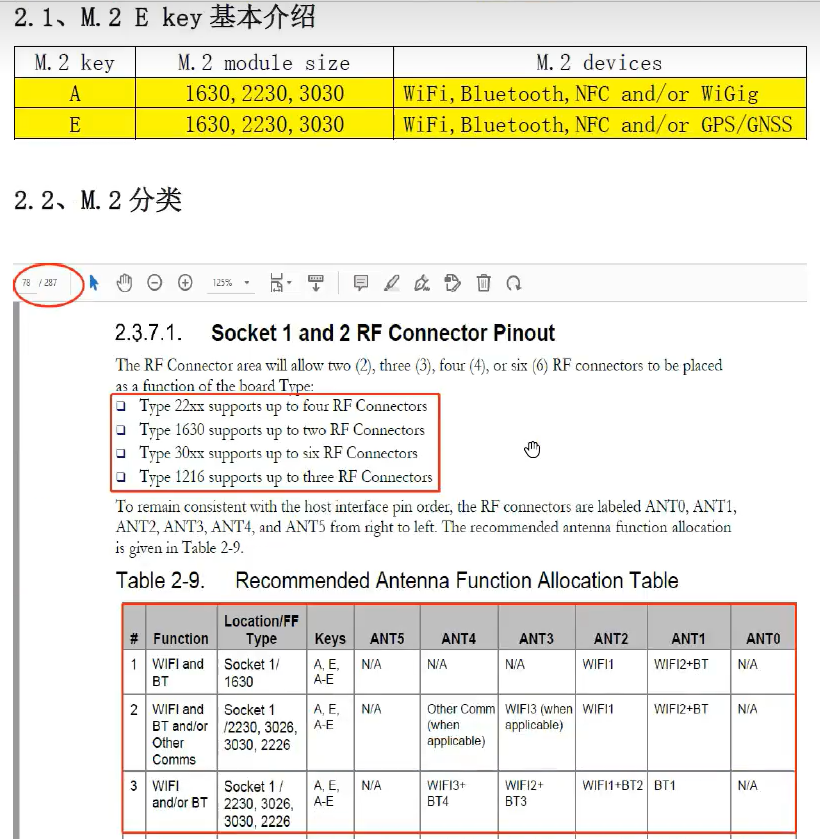 2.1、M.2 E key 基本介绍
M.2 key M.2 module size M.2 devices
A 1630,2230,3030 WiFi,Bluetooth,NFC and/or WiGig
E 1630,2230,3030 WiFi,Bluetooth,NFC and/or GPS/GNSS
2.2、M.2 分类
78 / 287 125%
2.3.7.1. Socket 1 and 2 RF Connector Pinout
The RF Connector area will allow two (2), three (3), four (4), or six (6) RF connectors to be placed
as a function of the board Type:
Type 22xx supports up to four RF Connectors
Type 1630 supports up to two RF Connectors
Type 30xx supports up to six RF Connectors
Type 1216 supports up to three RF Connectors
To remain consistent with the host interface pin order, the RF connectors are labeled ANT0, ANT1,
ANT2, ANT3, ANT4, and ANT5 from right to left. The recommended antenna function allocation
is given in Table 2-9.
Table 2-9. Recommended Antenna Function Allocation Table
# Function Location/FF Type Keys ANT5 ANT4 ANT3 ANT2 ANT1 ANT0
1 WIFI and BT Socket 1/ 1630 A, E, A-E N/A N/A N/A WIFI1 WIFI2+BT N/A
2 WIFI and BT and/or Other Comms Socket 1 /2230, 3026, 3030, 2226 A, E, A-E N/A Other Comm (when applicable) WIFI3 (when applicable) WIFI1 WIFI2+BT N/A
3 WIFI and/or BT Socket 1 / 2230, 3026, 3030, 2226 A, E, A-E N/A WIFI3+ BT4 WIFI2+ BT3 WIFI1+BT2 BT1 N/A